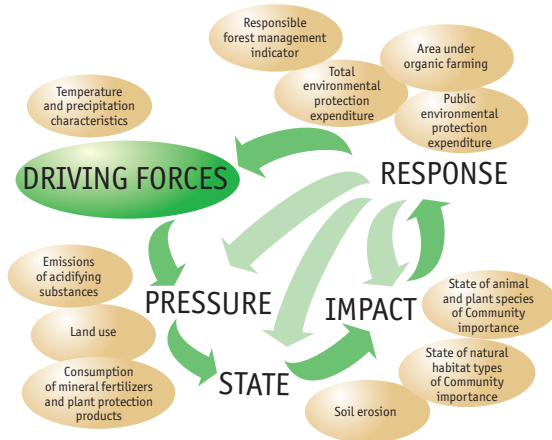 Responsible
forest management
indicator
Area under
organic farming
Total
environmental
protection
expenditure
Public
environmental
protection
expenditure
Temperature
and precipitation
characteristics
DRIVING FORCES
RESPONSE
Emissions
of acidifying
substances
PRESSURE
IMPACT
State of animal
and plant species
of Community
importance
Land use
STATE
State of natural
habitat types
of Community
importance
Consumption
of mineral fertilizers
and plant protection
products
Soil erosion